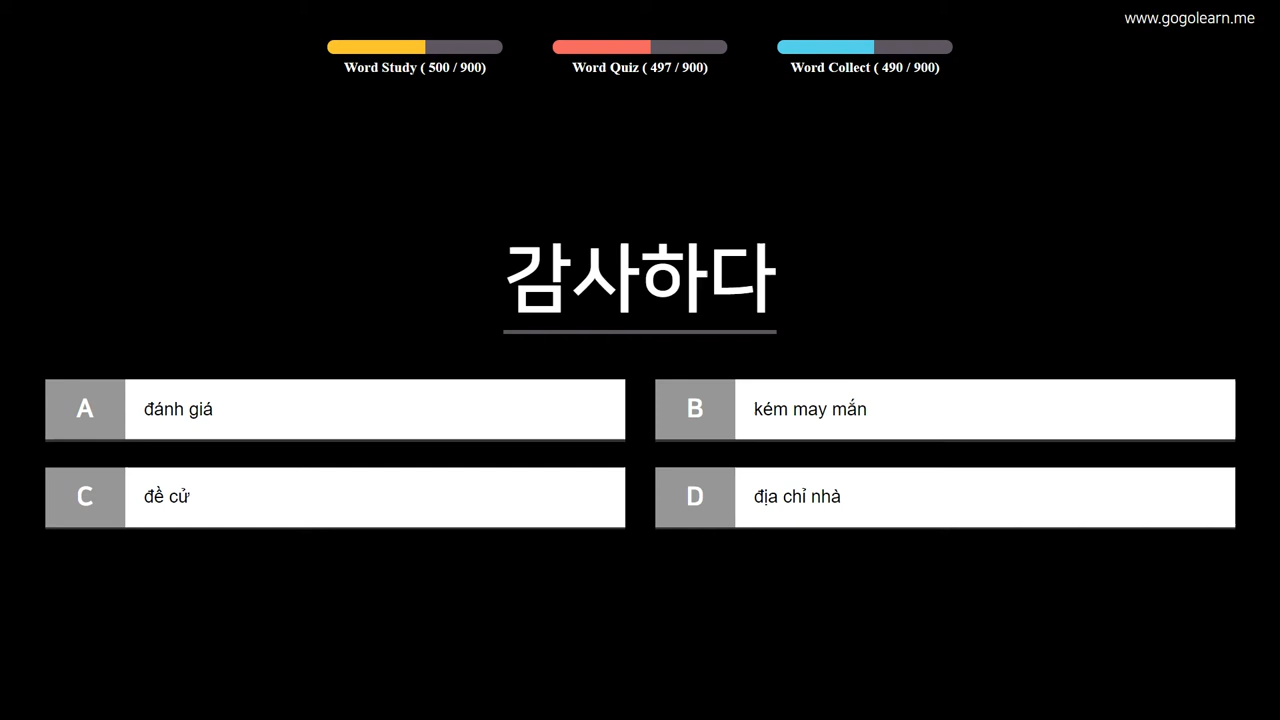 www.gogolearn.me
Word Study ( 500 / 900)
Word Quiz ( 497 / 900)
Word Collect ( 490 / 900)
감사하다
A đánh giá
B kém may mắn
C đề cử
D địa chỉ nhà